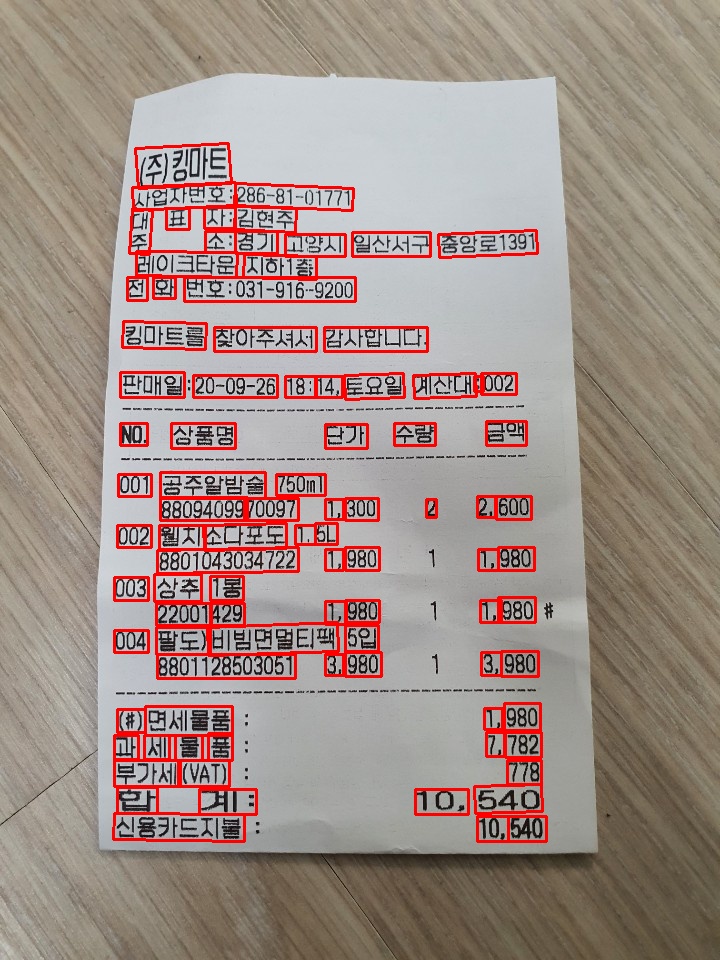 (주)킹마트
사업자번호:286-81-01771
대 표 자:김현주
주 소:경기 고양시 일산서구 중앙로1391
레이크타운 지하1층
전 화 번호:031-916-9200
킹마트를 찾아주셔서 감사합니다.
판매일:20-09-26 18:14,토요일 계산대:002
NO. 상품명 단가 수량 금액
001 공주알밤술 750ml
8809409970097 1,300 2 2,600
002 월지 소다포도 1.5L
8801043034722 1,980 1 1,980
003 상추 1봉
22001429 1,980 1 1,980 #
004 팔도)비빔면멀티팩 5입
8801128503051 3,980 1 3,980
(#)면세물품 : 1,980
과 세 물 품 : 7,782
부가세(VAT) : 778
합 계: 10,540
신용카드지불 : 10,540